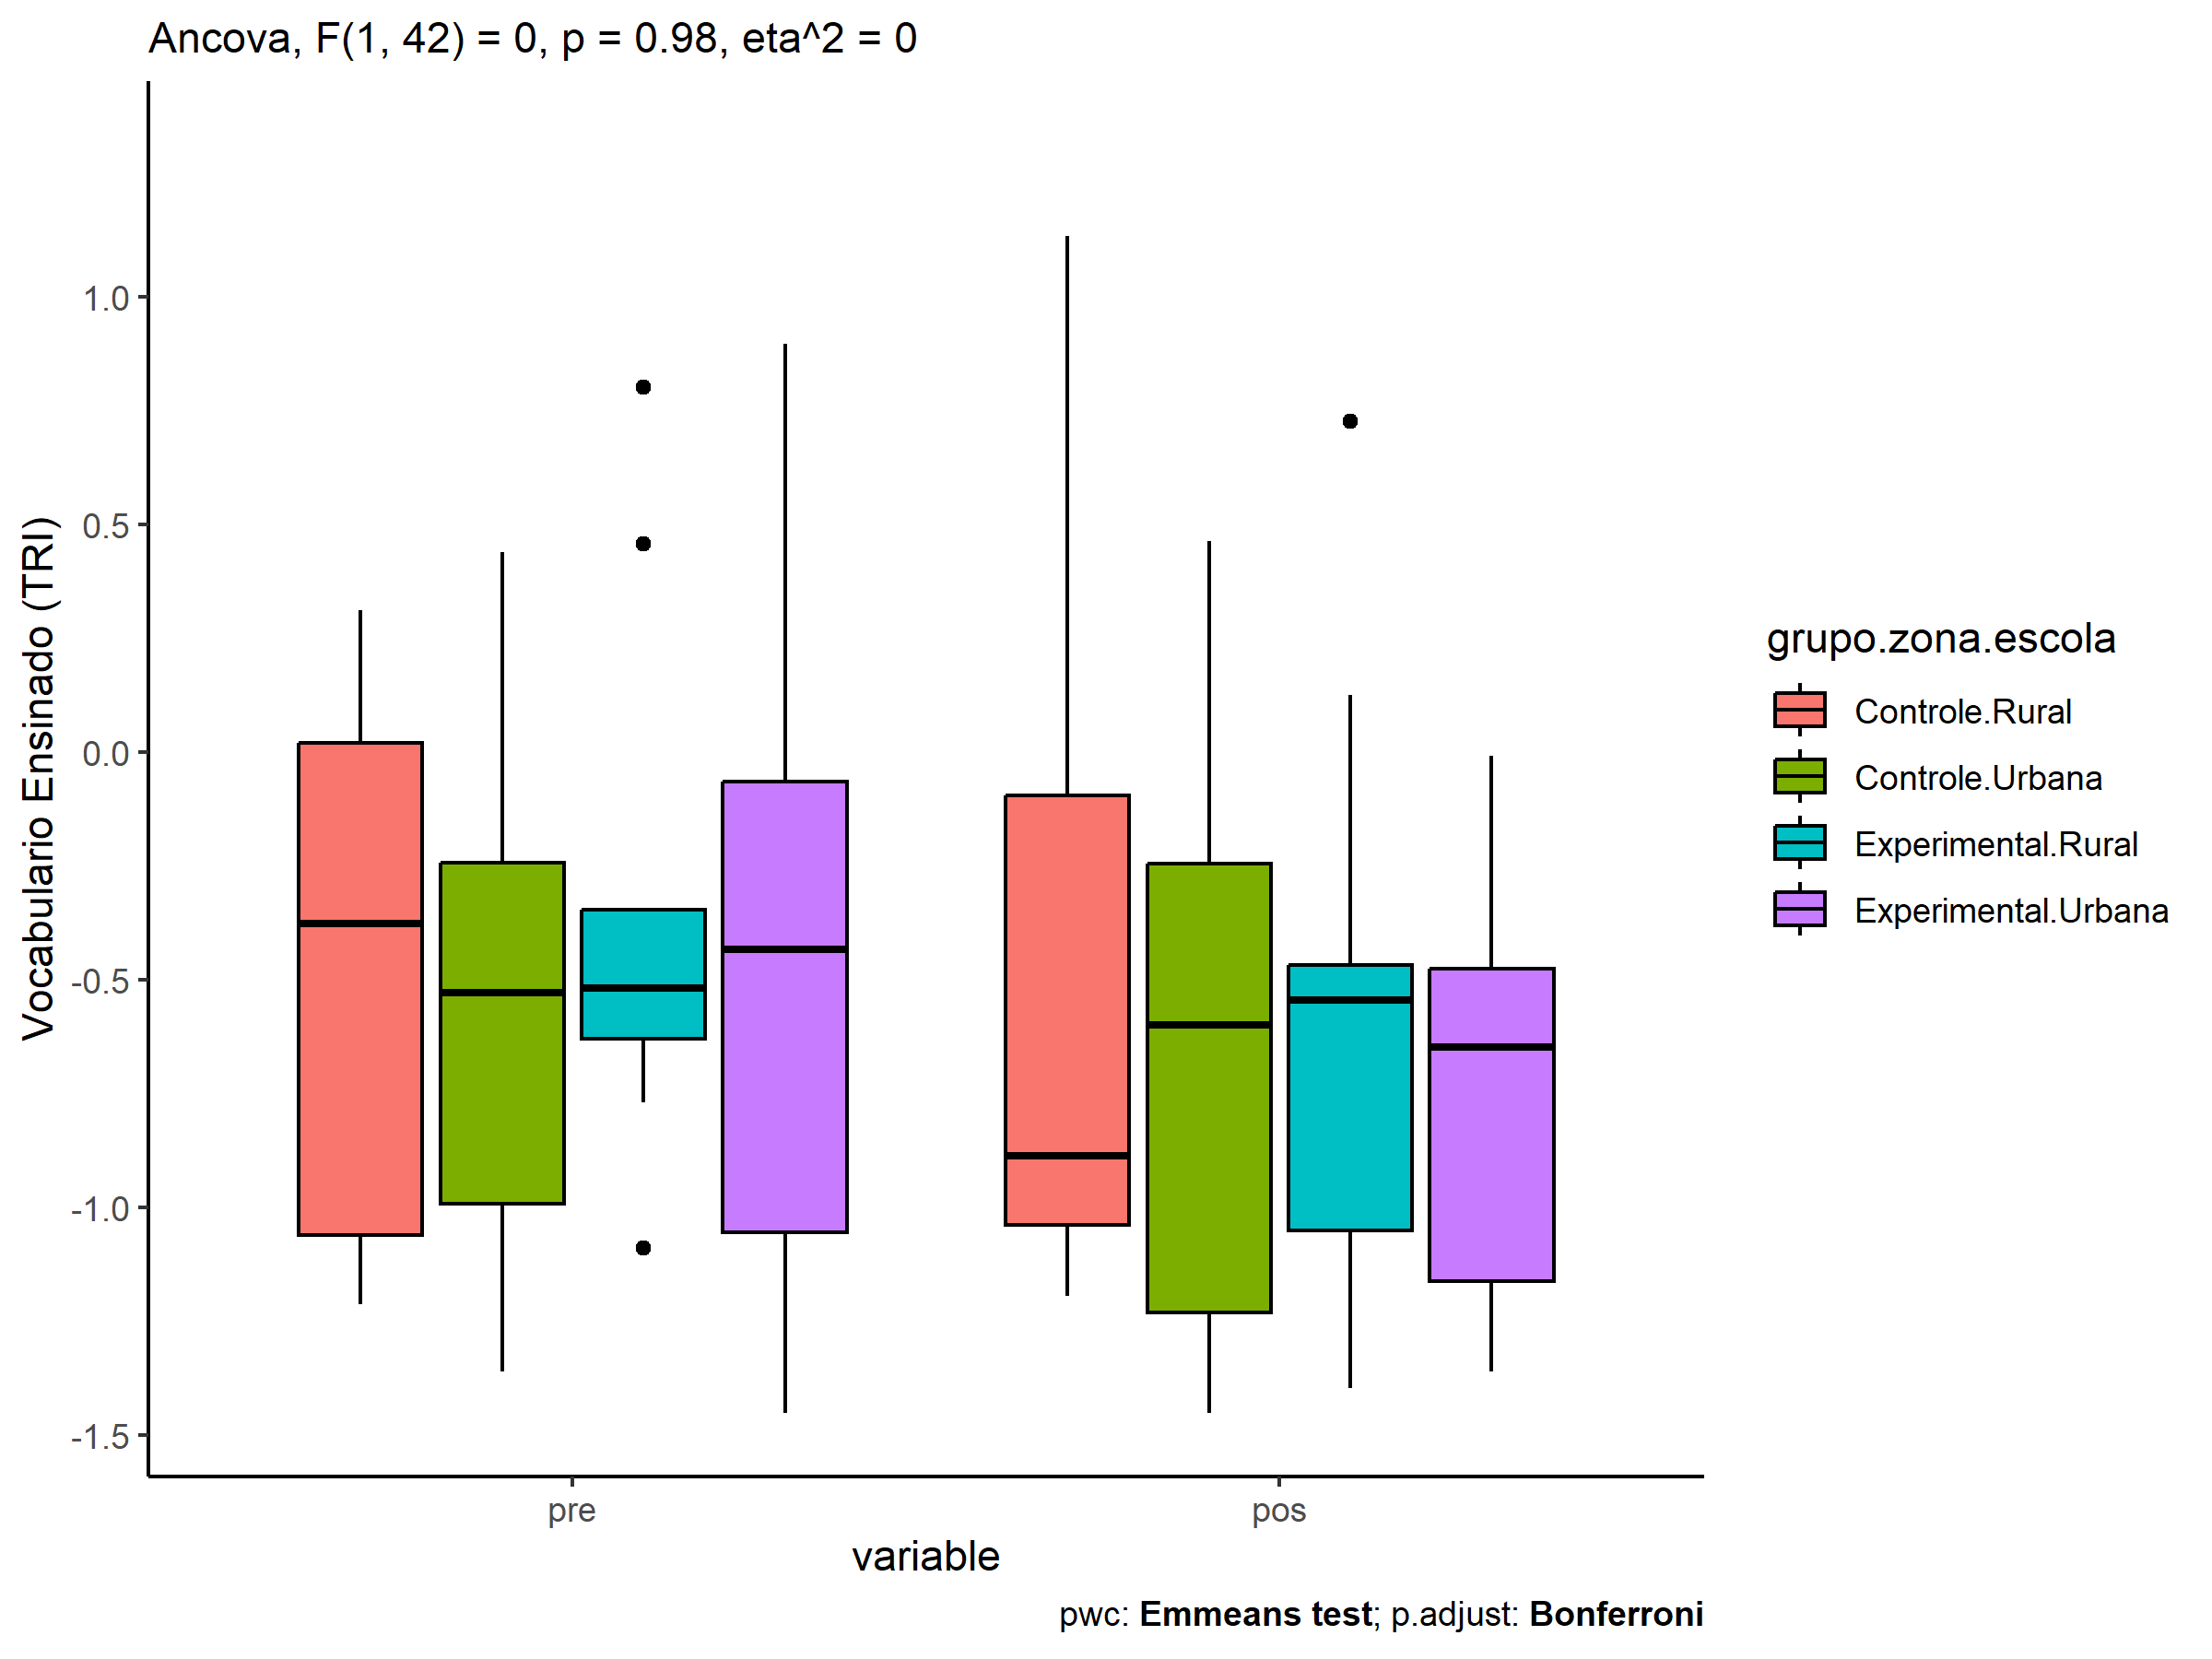 Ancova, F(1, 42) = 0, p = 0.98, eta^2 = 0
Vocabulario Ensinado (TRI)
1.0
0.5
0.0
-0.5
-1.0
-1.5
pre
pos
variable
grupo.zona.escola
Controle.Rural
Controle.Urbana
Experimental.Rural
Experimental.Urbana
pwc: Emmeans test; p.adjust: Bonferroni